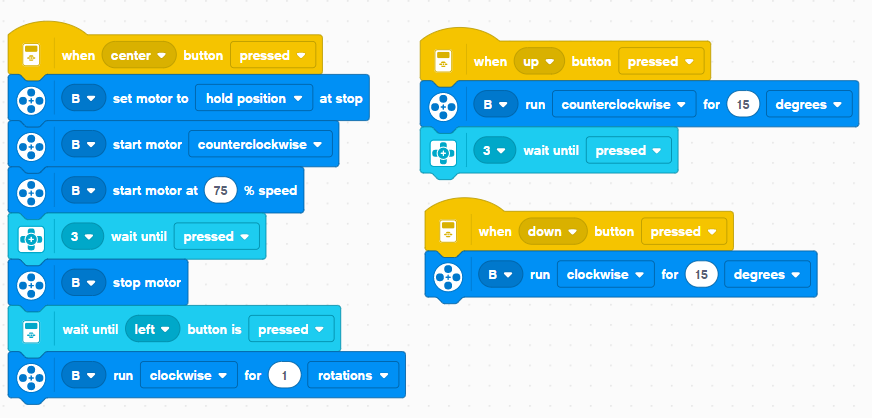 when center button pressed
B set motor to hold position at stop
B start motor counterclockwise
B start motor at 75 % speed
3 wait until pressed
B stop motor
wait until left button is pressed
B run clockwise for 1 rotations
when up button pressed
B run counterclockwise for 15 degrees
3 wait until pressed
when down button pressed
B run clockwise for 15 degrees